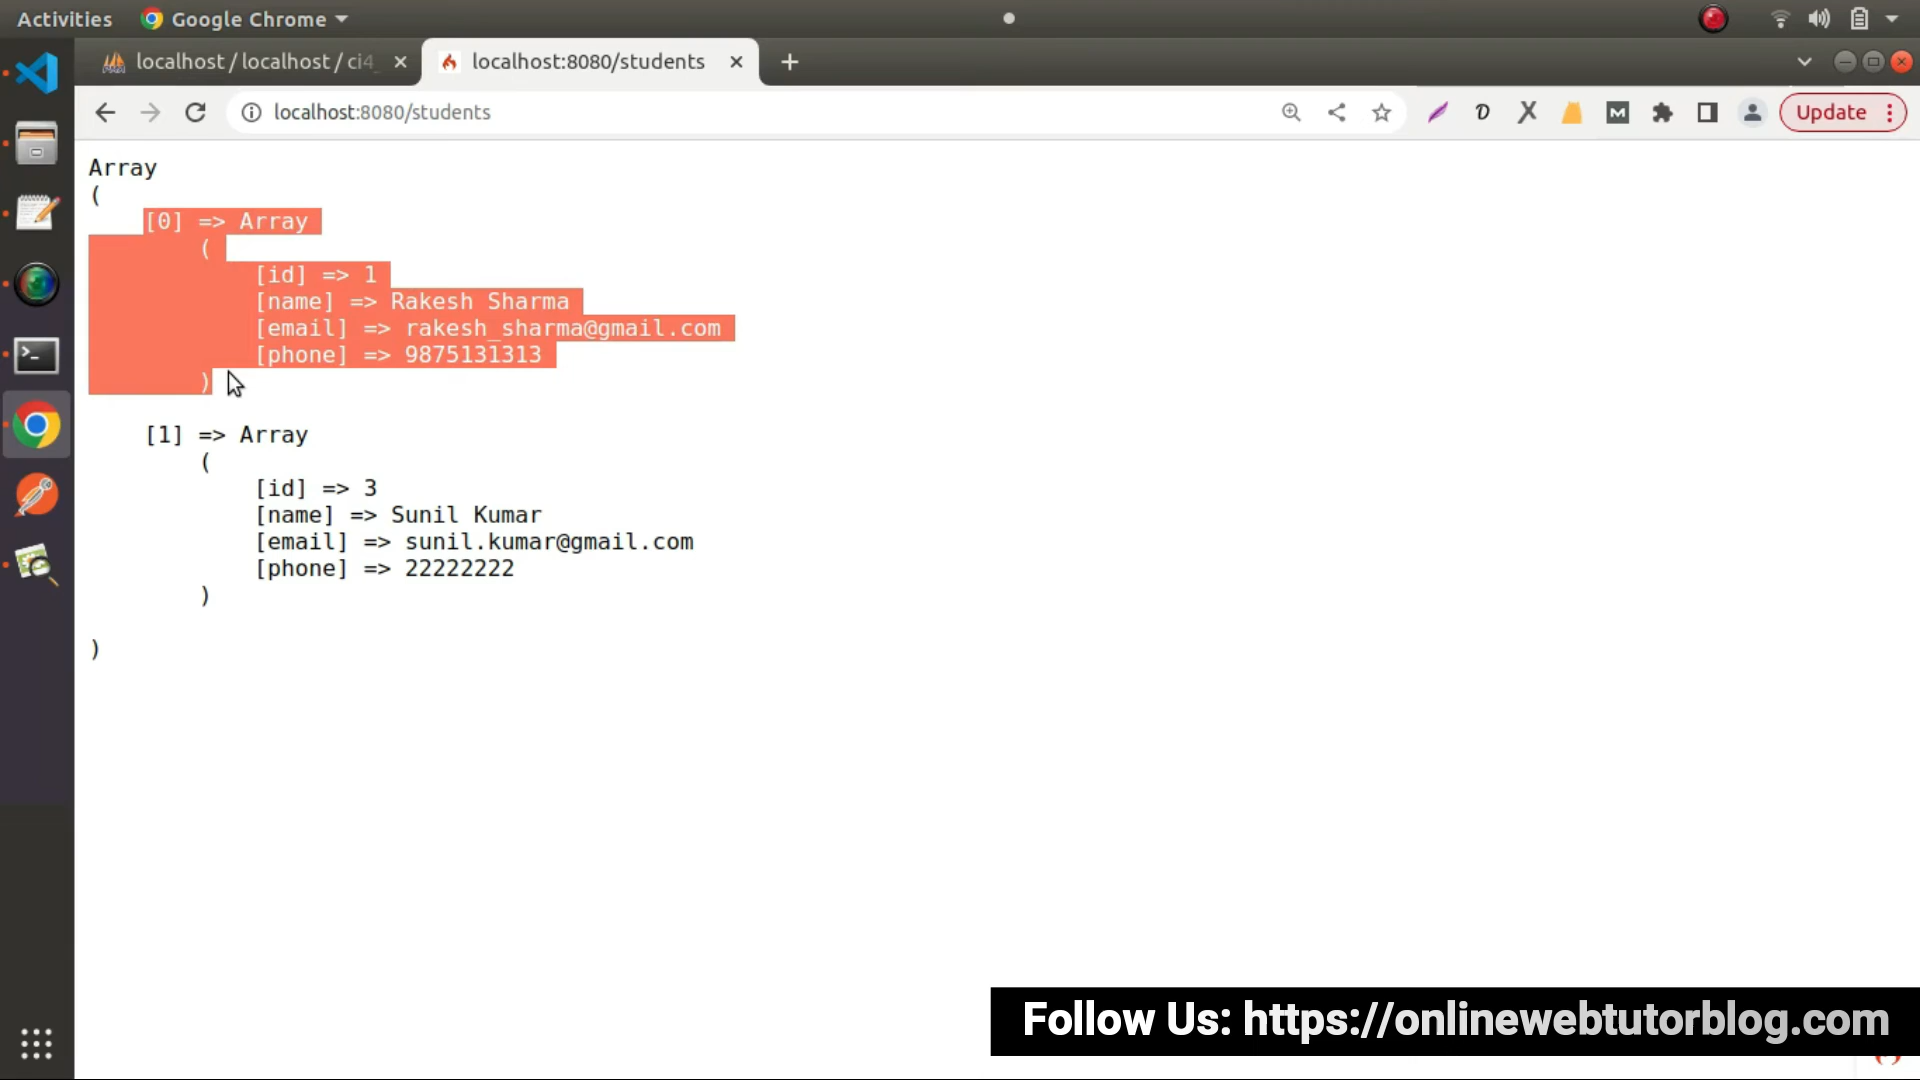 Activities Google Chrome
localhost / localhost / ci4_ localhost:8080/students
localhost:8080/students Update
Array
(
[0] => Array
(
[id] => 1
[name] => Rakesh Sharma
[email] => rakesh_sharma@gmail.com
[phone] => 9875131313
)
[1] => Array
(
[id] => 3
[name] => Sunil Kumar
[email] => sunil.kumar@gmail.com
[phone] => 22222222
)
)
Follow Us: https://onlinewebtutorblog.com